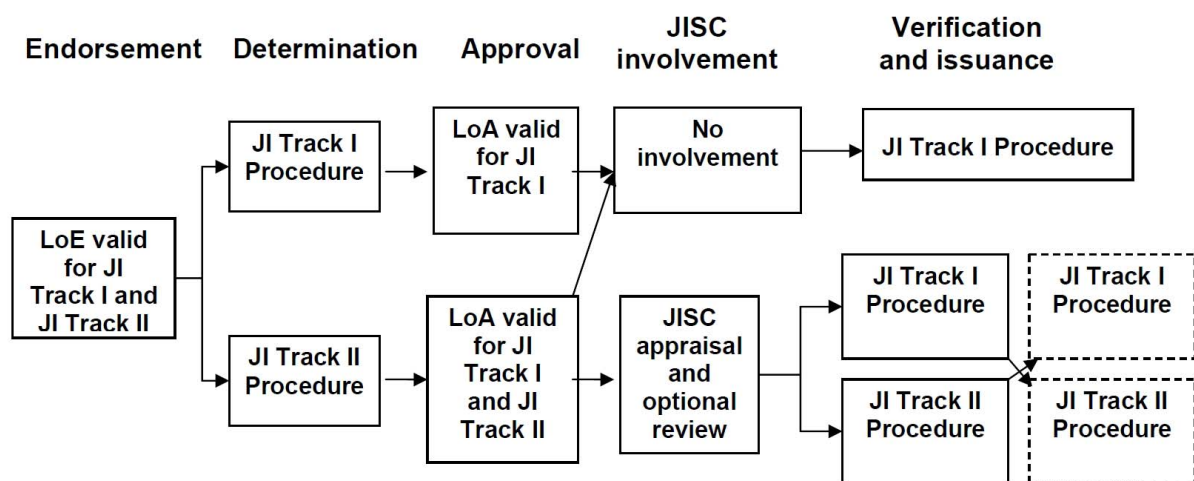 Endorsement
Determination
Approval
JISC
involvement
Verification
and issuance
LoE valid
for JI
Track I and
JI Track II
JI Track I
Procedure
LoA valid
for JI
Track I
No
involvement
JI Track I Procedure
JI Track II
Procedure
LoA valid
for JI
Track I
and JI
Track II
JISC
appraisal
and
optional
review
JI Track I
Procedure
JI Track I
Procedure
JI Track II
Procedure
JI Track II
Procedure